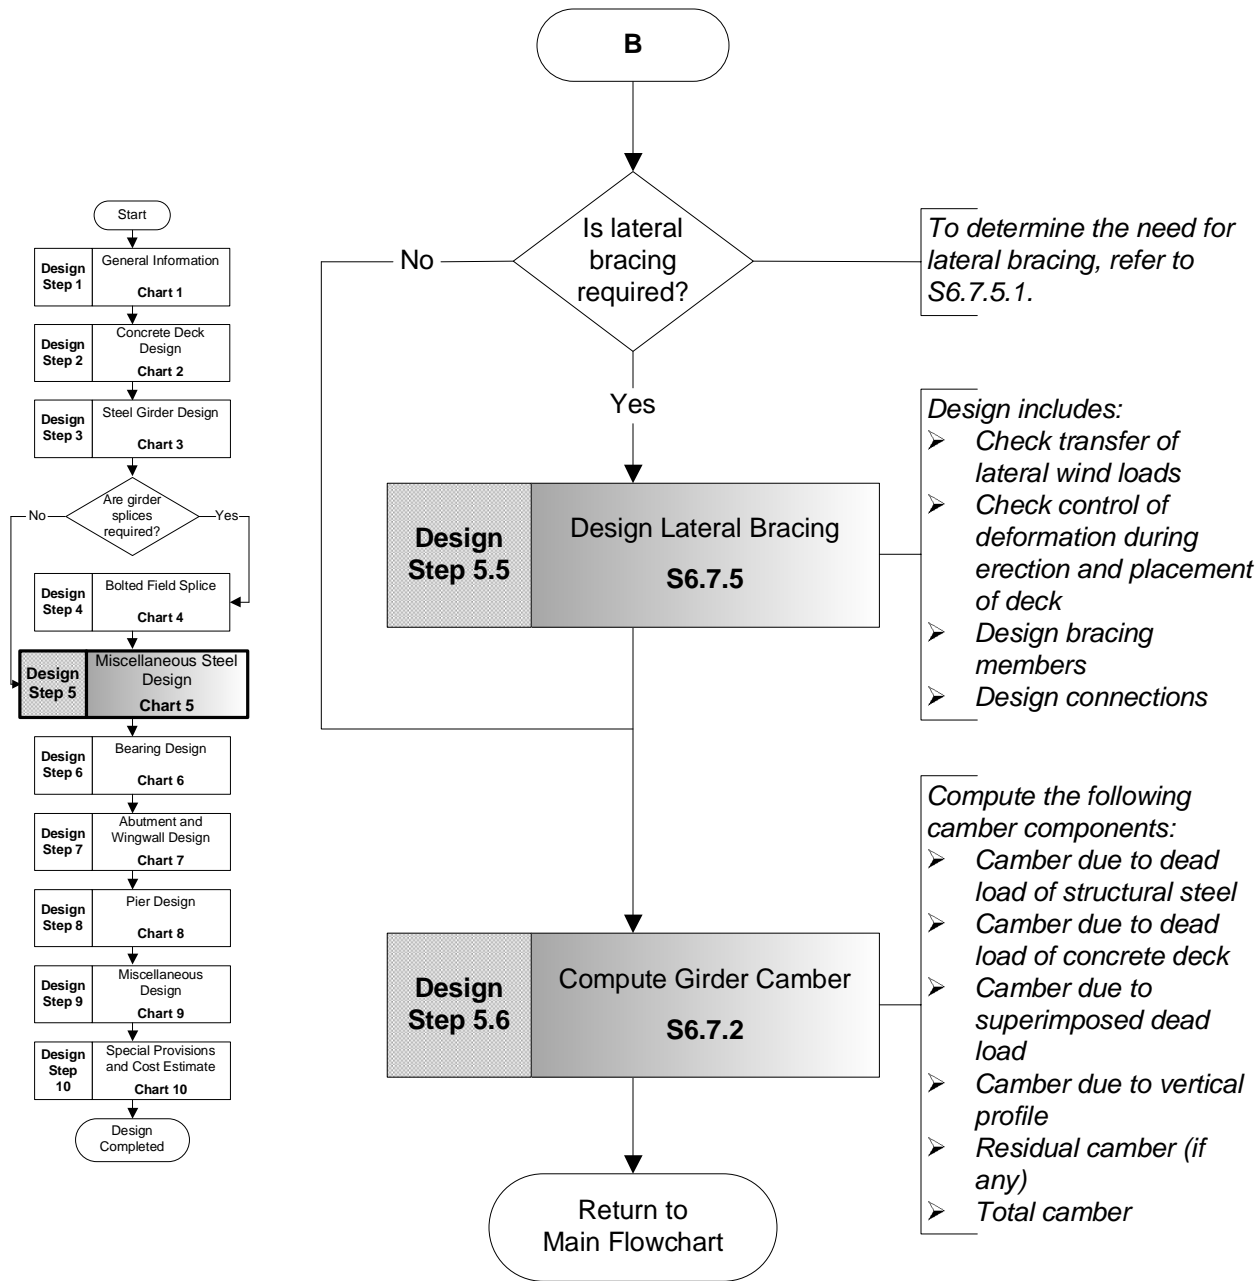 Start
Design
Step 1
General Information
Chart 1
Design
Step 2
Concrete Deck
Design
Chart 2
Design
Step 3
Steel Girder Design
Chart 3
Are girder
splices
required?
No
Yes
Design
Step 4
Bolted Field Splice
Chart 4
Design
Step 5
Miscellaneous Steel
Design
Chart 5
Design
Step 6
Bearing Design
Chart 6
Design
Step 7
Abutment and
Wingwall Design
Chart 7
Design
Step 8
Pier Design
Chart 8
Design
Step 9
Miscellaneous
Design
Chart 9
Design
Step
10
Special Provisions
and Cost Estimate
Chart 10
Design
Completed
B
Is lateral
bracing
required?
No
Yes
To determine the need for
lateral bracing, refer to
S6.7.5.1.
Design
Step 5.5
Design Lateral Bracing
S6.7.5
Design includes:
➢ Check transfer of
lateral wind loads
➢ Check control of
deformation during
erection and placement
of deck
➢ Design bracing
members
➢ Design connections
Design
Step 5.6
Compute Girder Camber
S6.7.2
Compute the following
camber components:
➢ Camber due to dead
load of structural steel
➢ Camber due to dead
load of concrete deck
➢ Camber due to
superimposed dead
load
➢ Camber due to vertical
profile
➢ Residual camber (if
any)
➢ Total camber
Return to
Main Flowchart